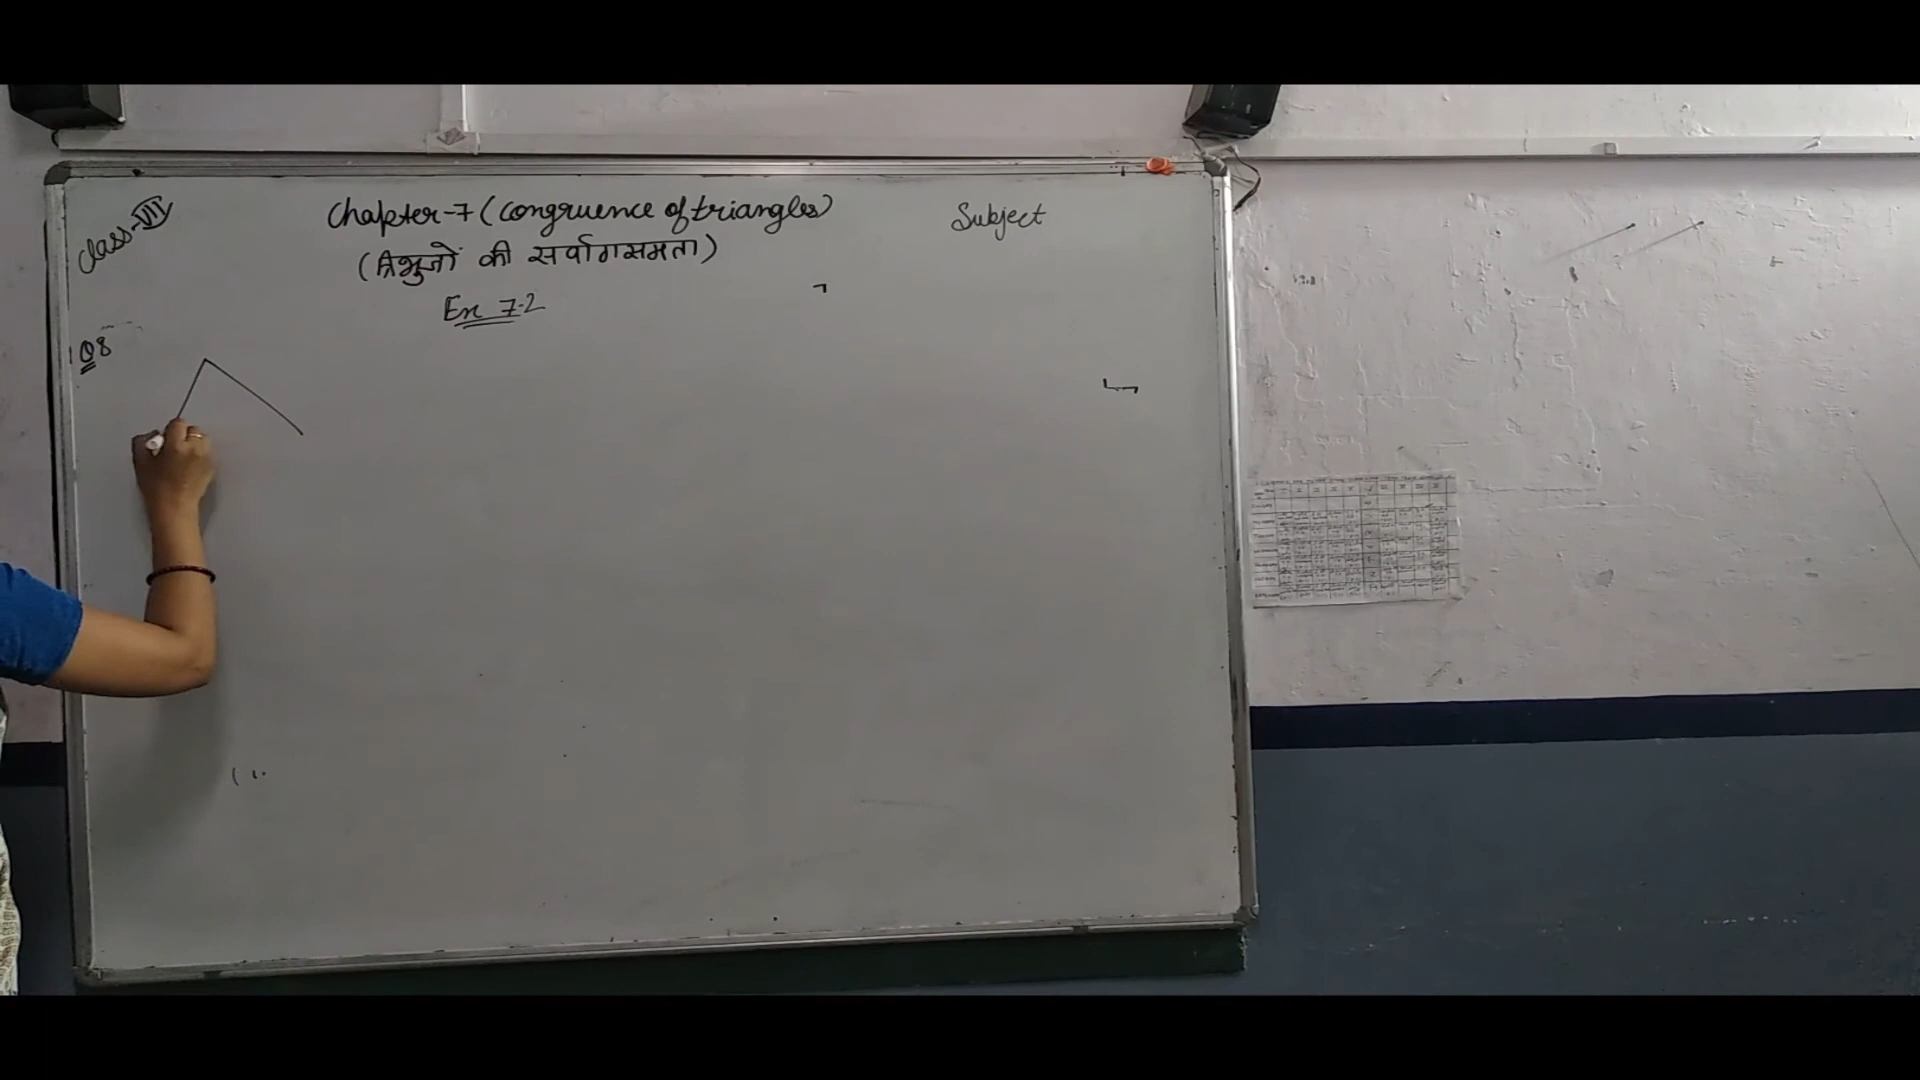 Class-VII
Chapter-7 (Congruence of triangles)
Subject
(त्रिभुजों की सर्वागसमता)
Ex 7.2
Q8